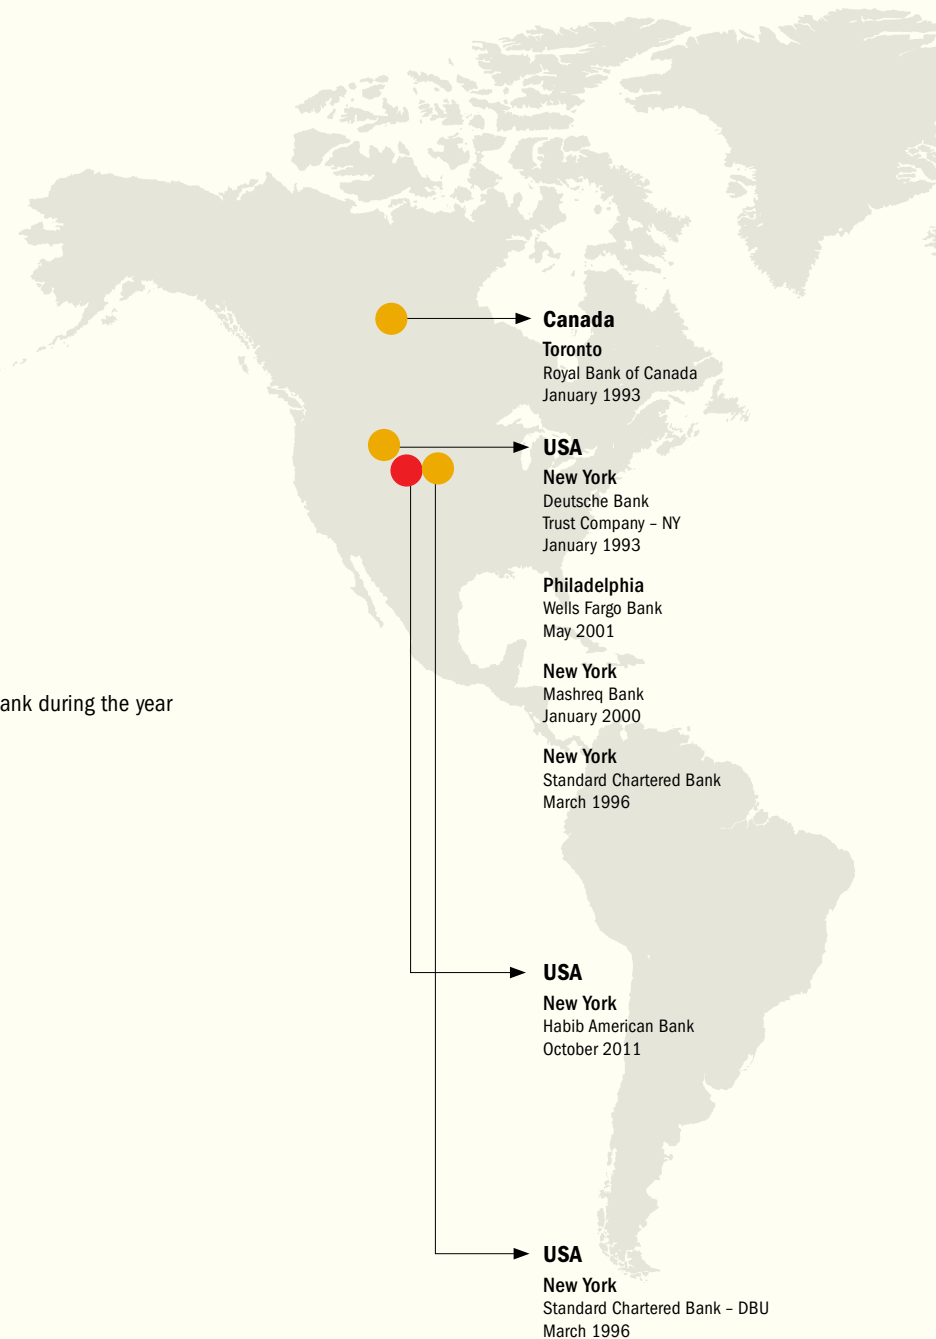 Canada
Toronto
Royal Bank of Canada
January 1993
USA
New York
Deutsche Bank
Trust Company – NY
January 1993
Philadelphia
Wells Fargo Bank
May 2001
New York
Mashreq Bank
January 2000
ank during the year
New York
Standard Chartered Bank
March 1996
USA
New York
Habib American Bank
October 2011
USA
New York
Standard Chartered Bank – DBU
March 1996